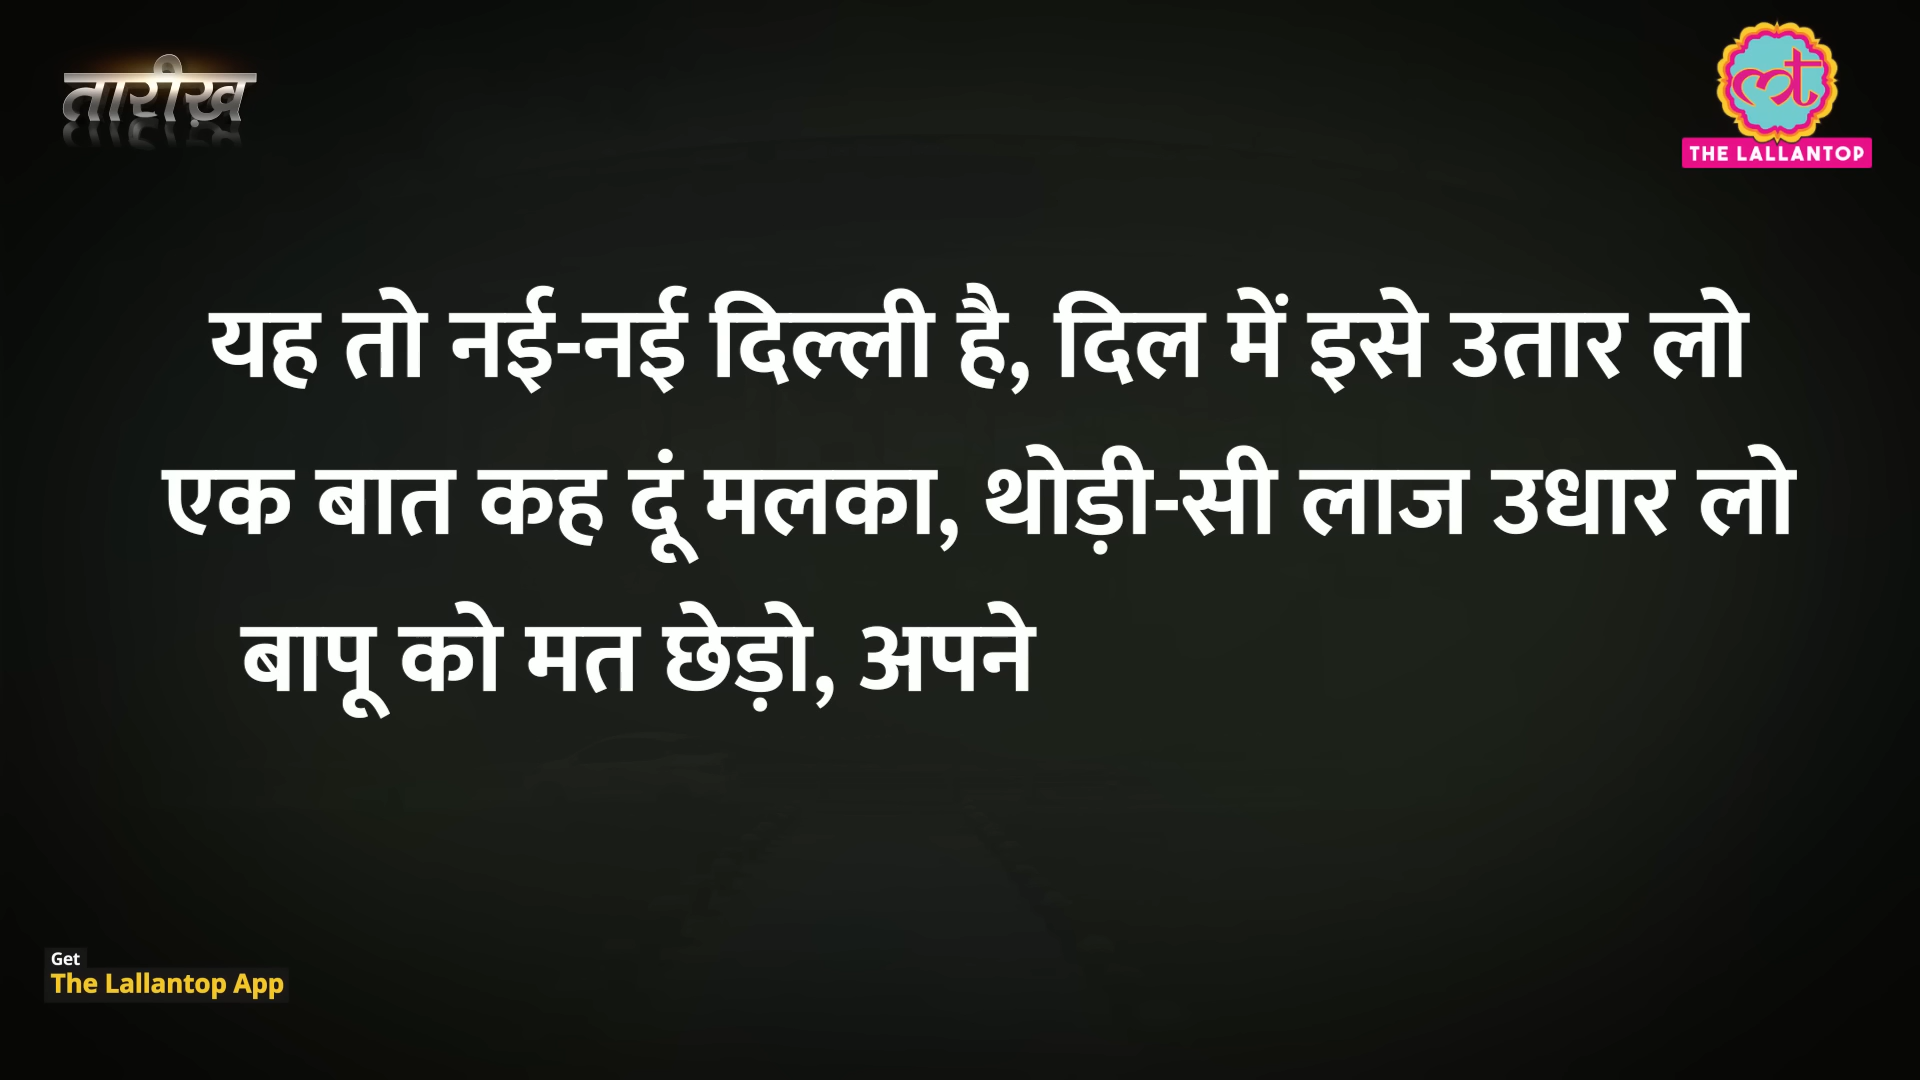 तारीख़
THE LALLANTOP
यह तो नई-नई दिल्ली है, दिल में इसे उतार लो
एक बात कह दूं मलका, थोड़ी-सी लाज उधार लो
बापू को मत छेड़ो, अपने
Get
The Lallantop App